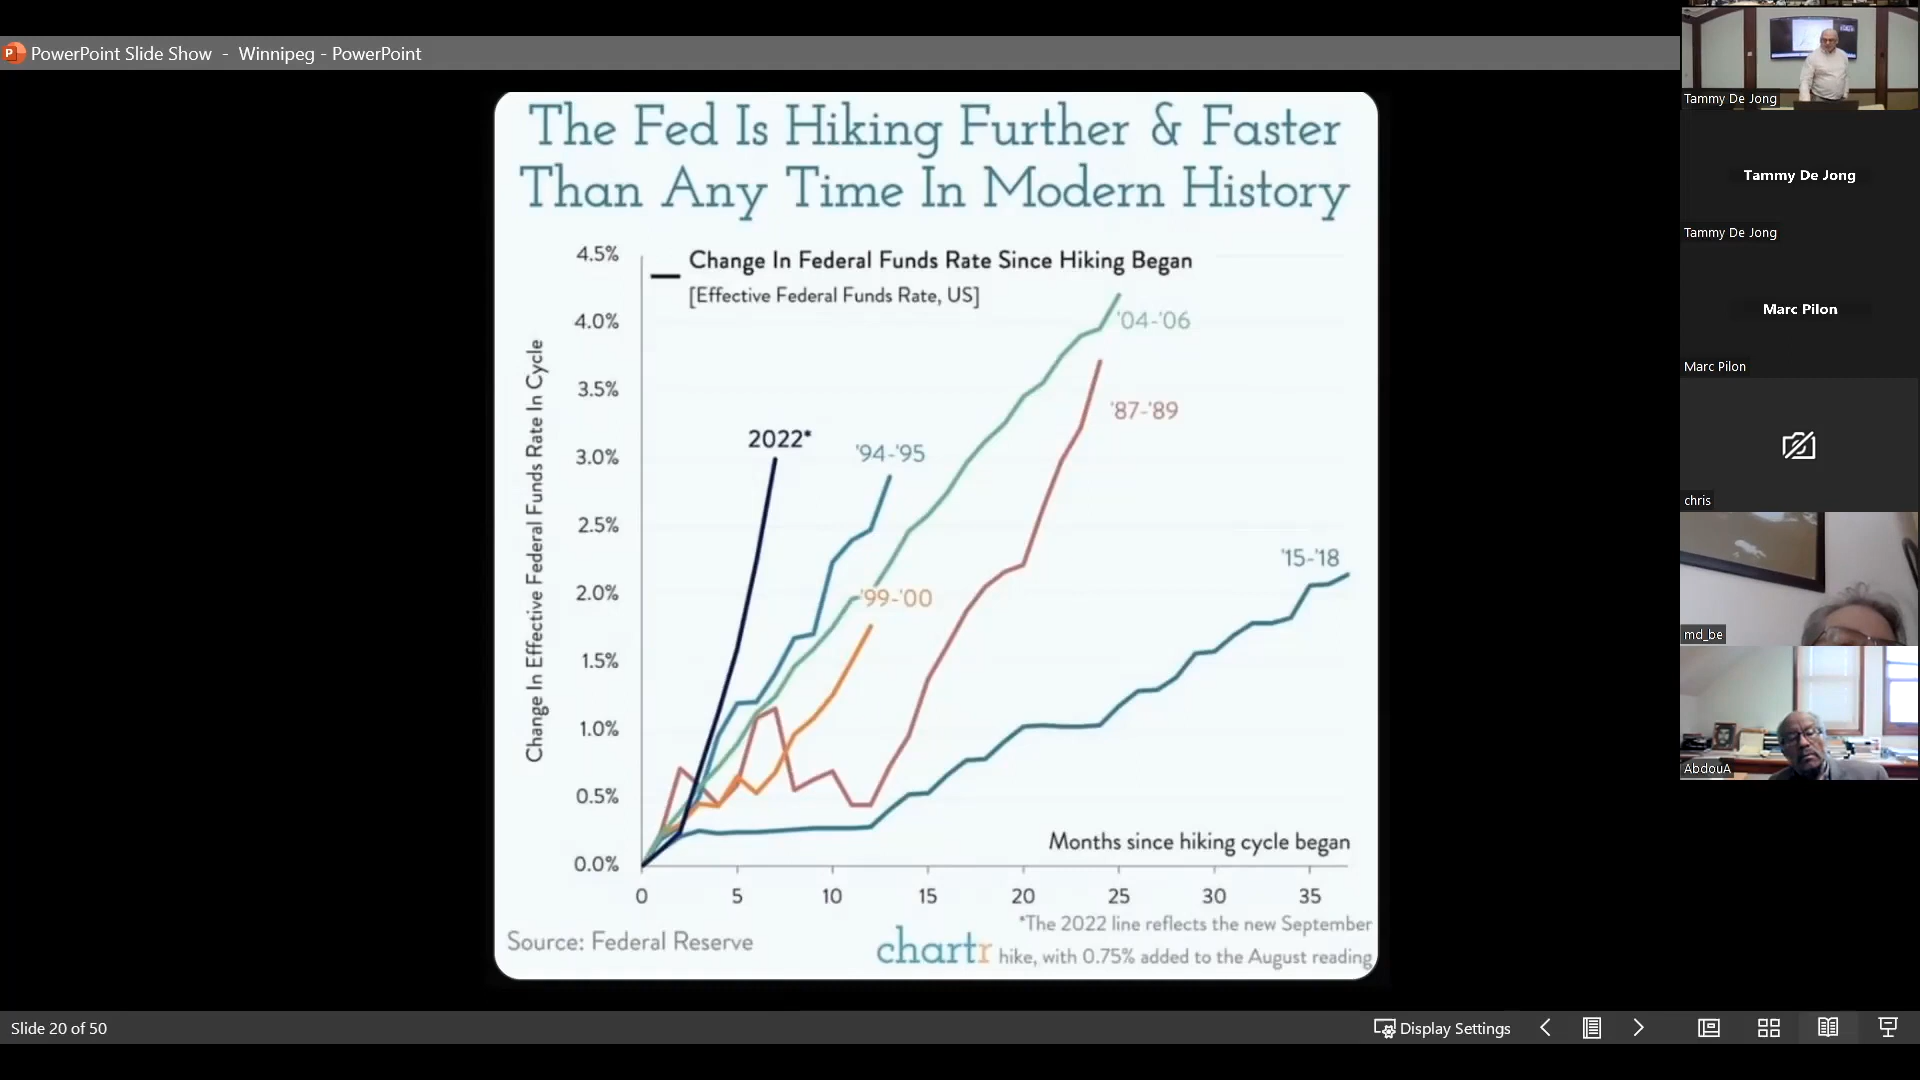 PowerPoint Slide Show - Winnipeg - PowerPoint
The Fed Is Hiking Further & Faster
Than Any Time In Modern History
Change In Federal Funds Rate Since Hiking Began
[Effective Federal Funds Rate, US]
Change In Effective Federal Funds Rate In Cycle
4.5%
4.0%
3.5%
3.0%
2.5%
2.0%
1.5%
1.0%
0.5%
0.0%
'04-'06
'87-'89
2022*
'94-'95
'15-'18
'99-'00
Months since hiking cycle began
0 5 10 15 20 25 30 35
*The 2022 line reflects the new September
hike, with 0.75% added to the August reading
Source: Federal Reserve
chartr
Slide 20 of 50
Display Settings
Tammy De Jong
Tammy De Jong
Tammy De Jong
Marc Pilon
Marc Pilon
chris
md_be
AbdouA